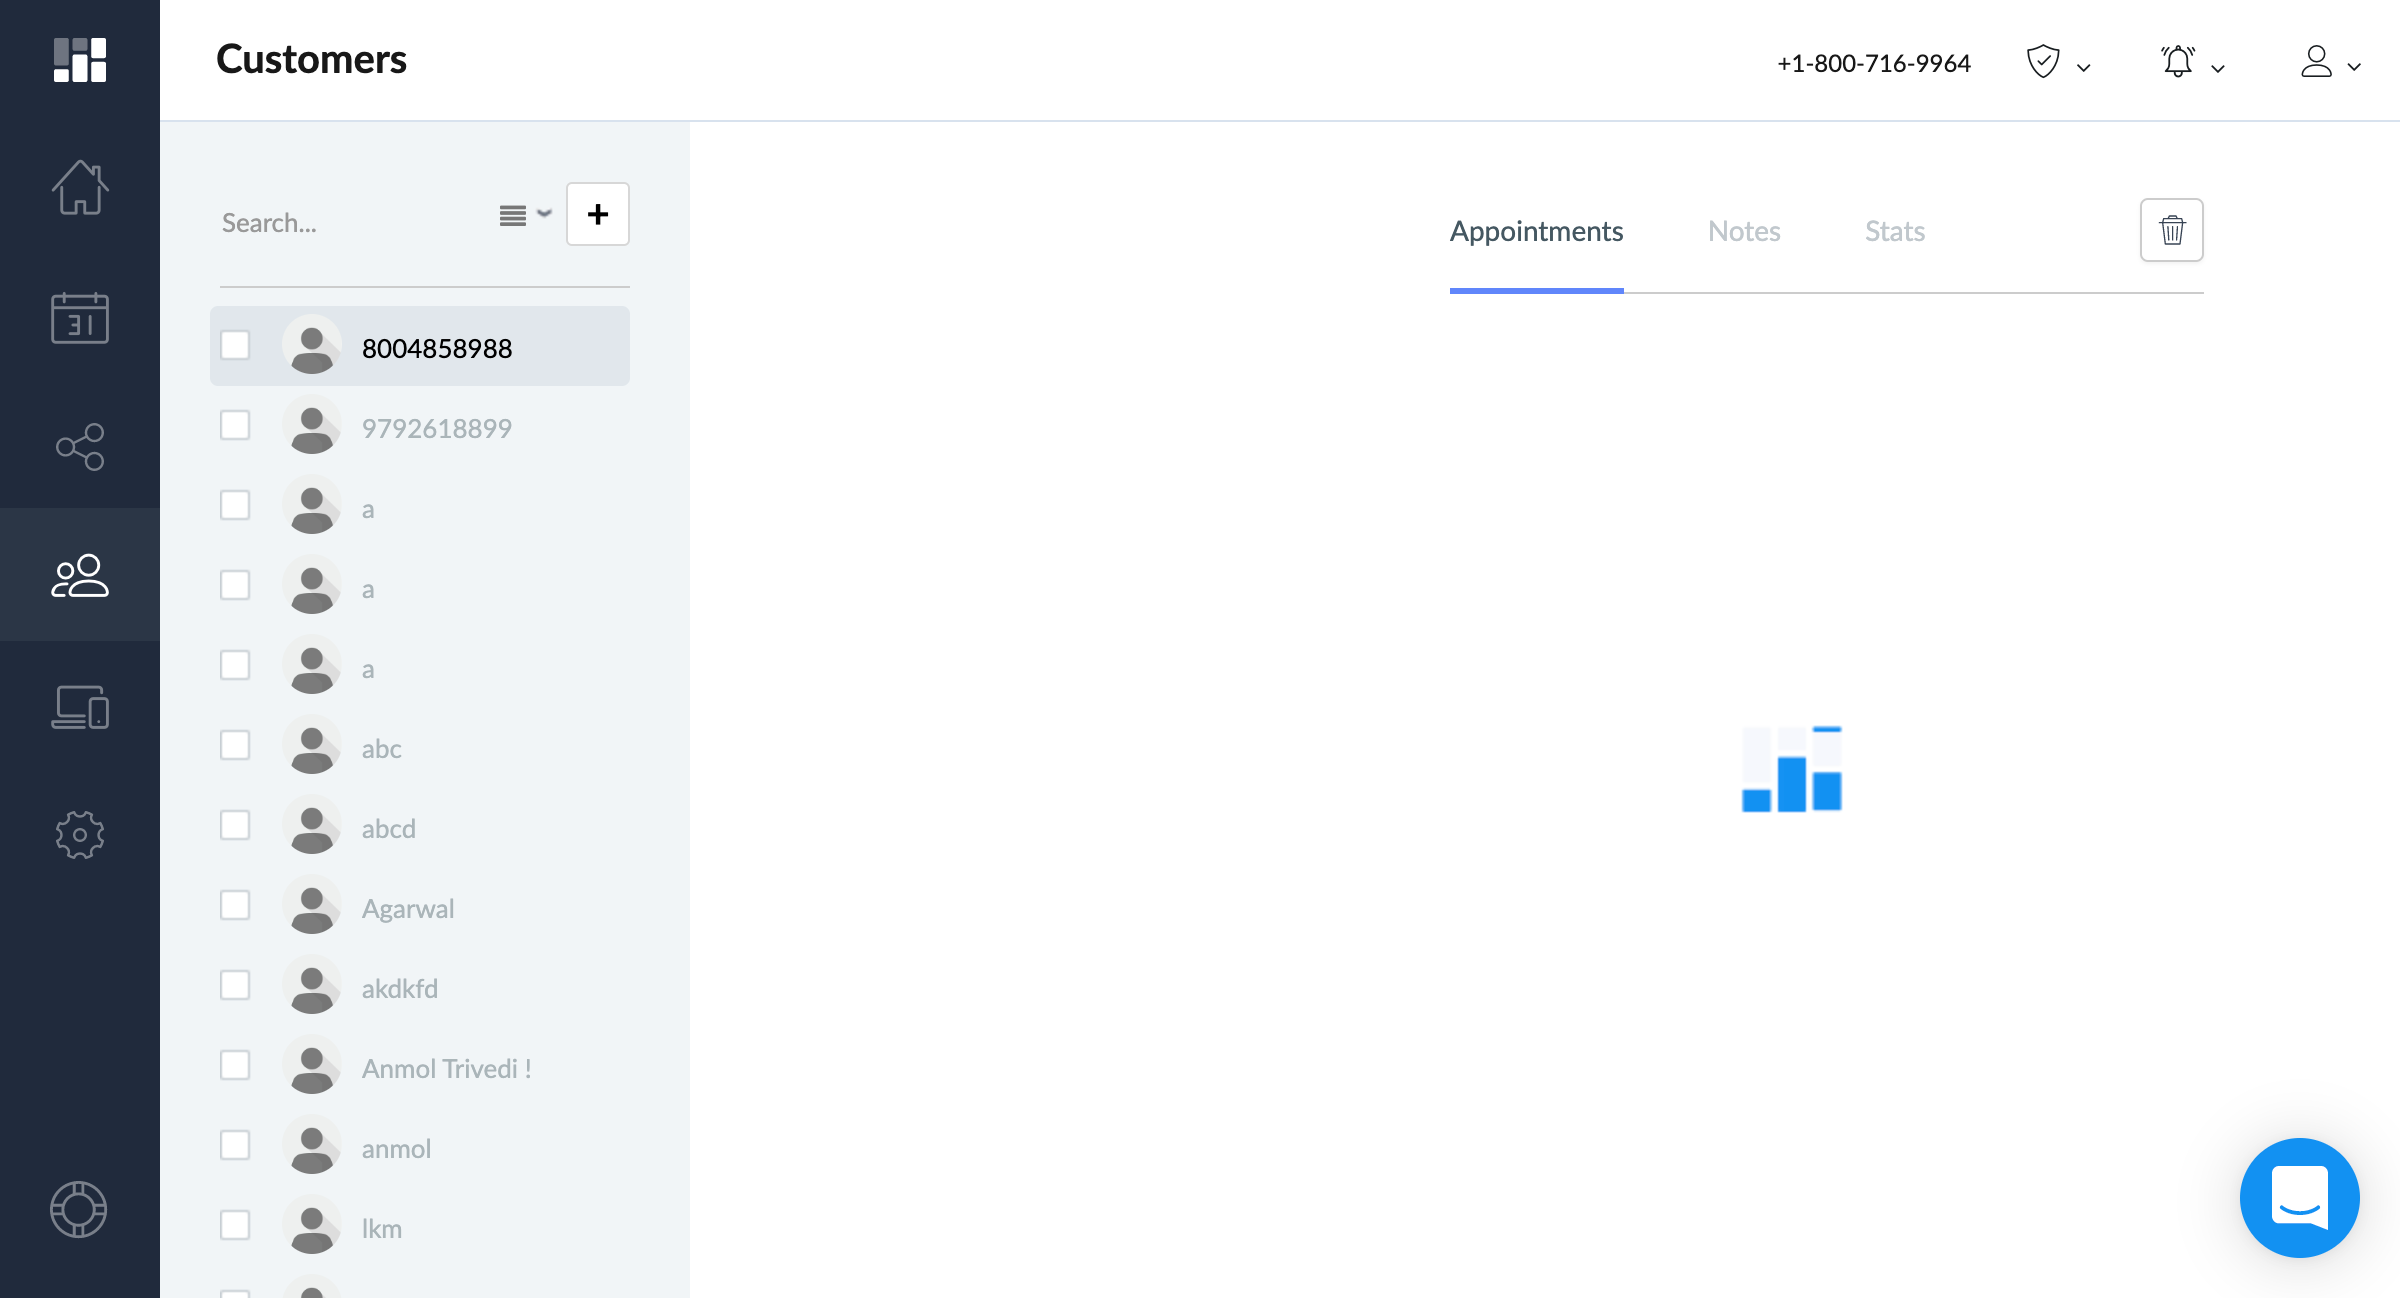 Customers
+1-800-716-9964
Search...
Appointments
Notes
Stats
31
8004858988
9792618899
a
a
a
abc
abcd
Agarwal
akdkfd
Anmol Trivedi !
anmol
lkm